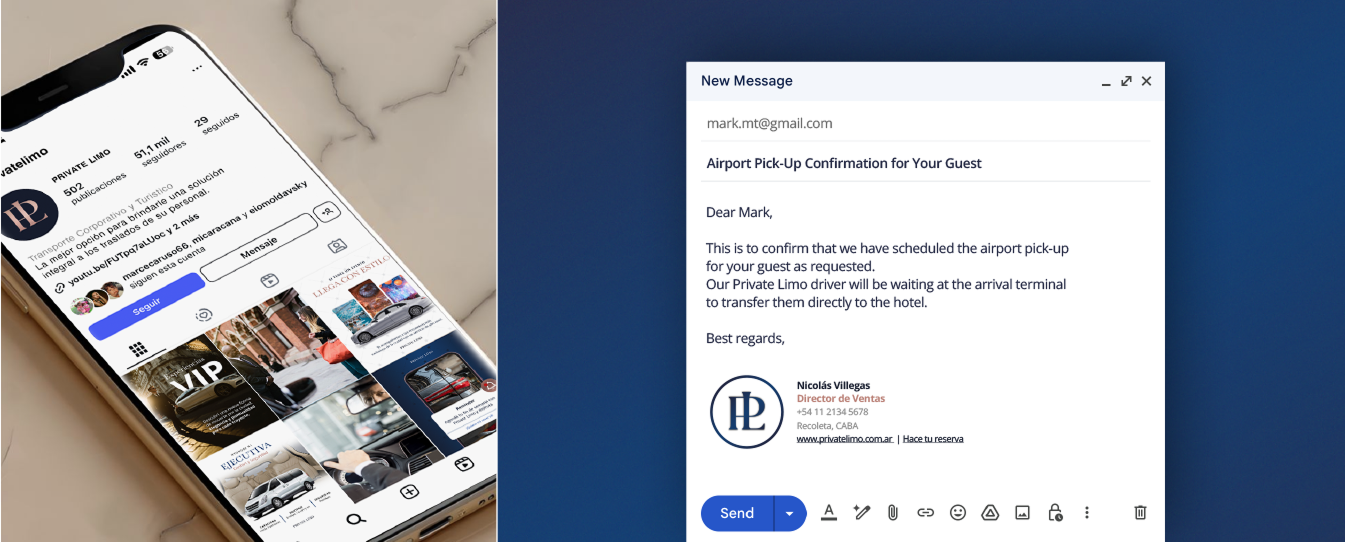 vatelimo
PRIVATE LIMO
502
publicaciones
51,1 mil
seguidores
29
seguidos
Transporte Corporativo y Turístico
La mejor opción para brindarle una solución
integral a los traslados de su personal.
youtu.be/FUTpq7aLUoc y 2 más
marcecaruso66, micaracana y eiomoldavsky
siguen esta cuenta
Seguir
Mensaje
Experiencias
VIP
LLEGA CON ESTILO
EJECUTIVA
New Message
mark.mt@gmail.com
Airport Pick-Up Confirmation for Your Guest
Dear Mark,
This is to confirm that we have scheduled the airport pick-up
for your guest as requested.
Our Private Limo driver will be waiting at the arrival terminal
to transfer them directly to the hotel.
Best regards,
Nicolás Villegas
Director de Ventas
+54 11 2134 5678
Recoleta, CABA
www.privatelimo.com.ar | Hace tu reserva
Send